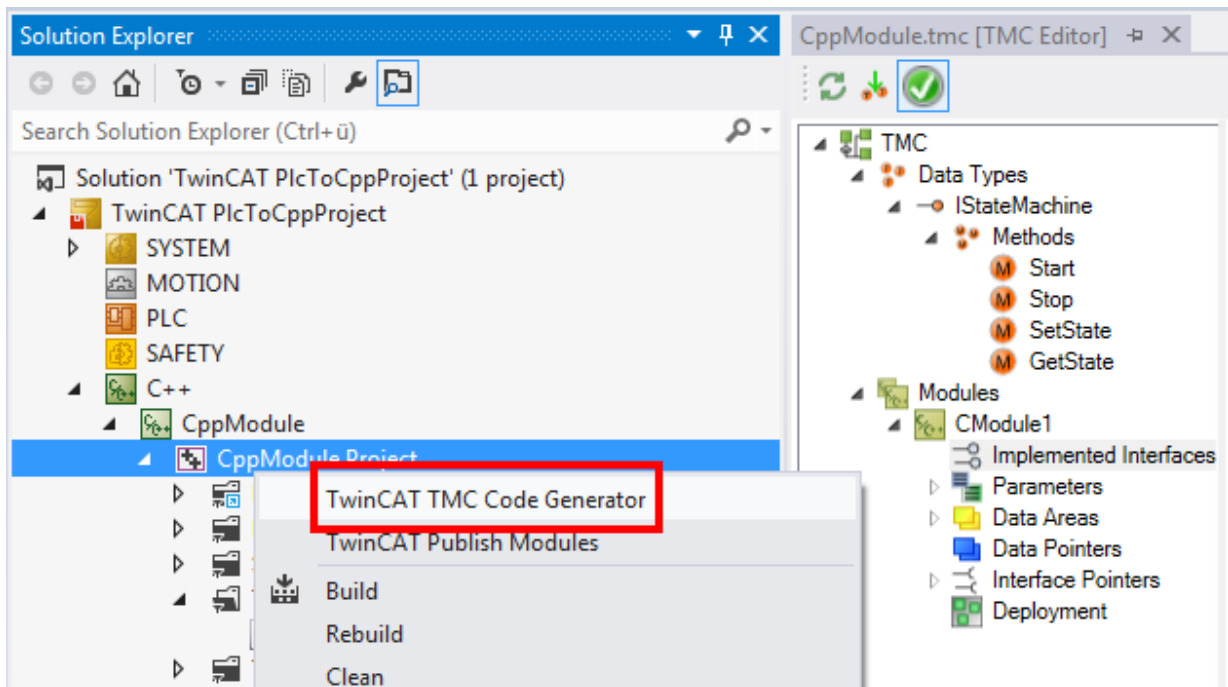 Solution Explorer
Search Solution Explorer (Ctrl+ü)
Solution 'TwinCAT PlcToCppProject' (1 project)
TwinCAT PlcToCppProject
SYSTEM
MOTION
PLC
SAFETY
C++
CppModule
CppModule Project
TwinCAT TMC Code Generator
TwinCAT Publish Modules
Build
Rebuild
Clean
CppModule.tmc [TMC Editor]
TMC
Data Types
IStateMachine
Methods
M Start
M Stop
M SetState
M GetState
Modules
CModule1
Implemented Interfaces
Parameters
Data Areas
Data Pointers
Interface Pointers
Deployment